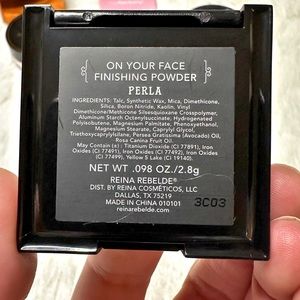 ON YOUR FACE
FINISHING POWDER
PERLA
INGREDIENTS: Talc, Synthetic Wax, Mica, Dimethicone,
Silica, Boron Nitride, Kaolin, Vinyl
Dimethicone/Methicone Silsesquioxane Crosspolymer,
Aluminum Starch Octenylsuccinate, Hydrogenated
Polyisobutene, Magnesium Palmitate, Phenoxyethanol,
Magnesium Stearate, Caprylyl Glycol,
Triethoxycaprylylsilane, Persea Gratissima (Avocado) Oil,
Rosa Canina Fruit Oil
May Contain (±): Titanium Dioxide (CI 77891), Iron
Oxides (CI 77491), Iron Oxides (CI 77492), Iron Oxides
(CI 77499), Yellow 5 Lake (CI 19140).
NET WT .098 OZ./2.8g
REINA REBELDE®
DIST. BY REINA COSMÉTICOS, LLC
DALLAS, TX 75219
MADE IN CHINA 010101
reinarebelde.com
3C03